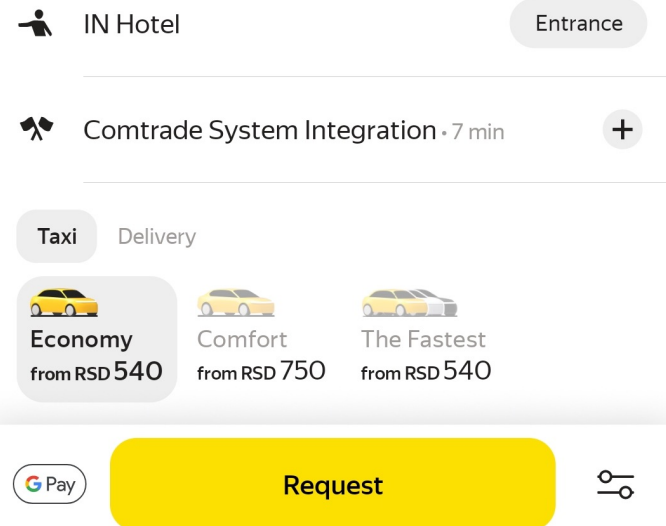 IN Hotel
Entrance
Comtrade System Integration • 7 min
Taxi
Delivery
Economy
from RSD 540
Comfort
from RSD 750
The Fastest
from RSD 540
G Pay
Request